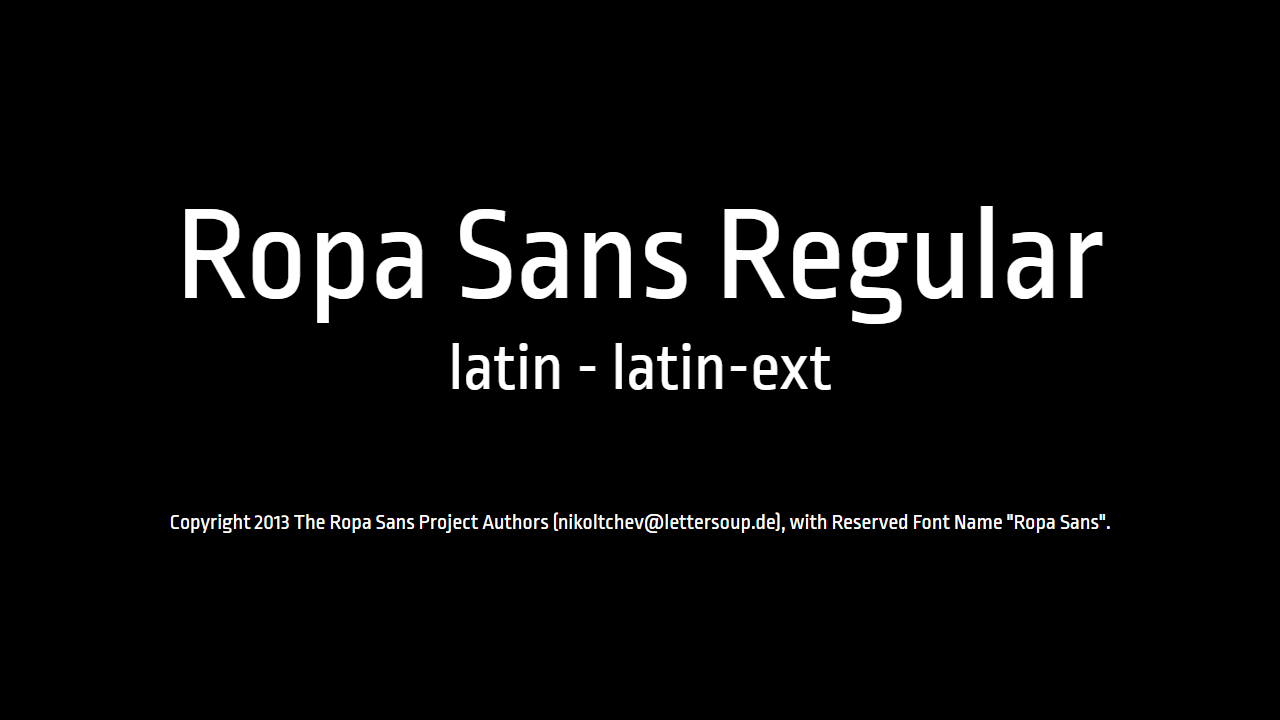 Ropa Sans Regular
latin - latin-ext
Copyright 2013 The Ropa Sans Project Authors (nikoltchev@lettersoup.de), with Reserved Font Name "Ropa Sans".